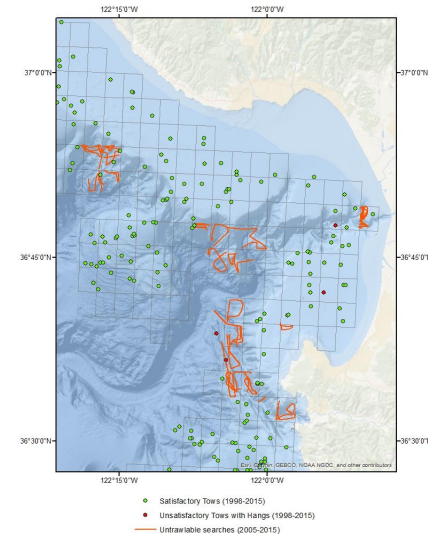 122°15'0"W 122°0'0"W
37°0'0"N 37°0'0"N
36°45'0"N 36°45'0"N
36°30'0"N 36°30'0"N
Esri, Garmin, GEBCO, NOAA NGDC, and other contributors
122°15'0"W 122°0'0"W
Satisfactory Tows (1998-2015)
Unsatisfactory Tows with Hangs (1998-2015)
Untrawlable searches (2005-2015)